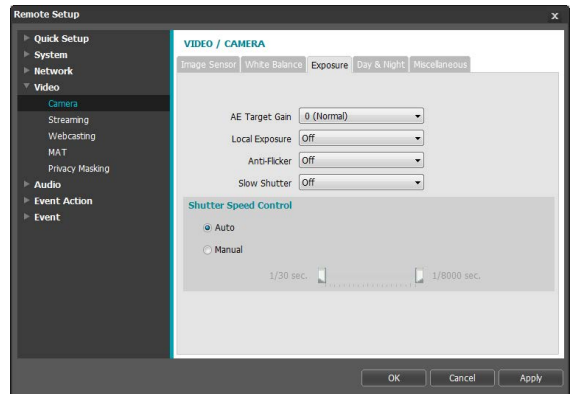 Remote Setup
x
Quick Setup
System
Network
Video
Camera
Streaming
Webcasting
MAT
Privacy Masking
Audio
Event Action
Event
VIDEO / CAMERA
Image Sensor White Balance Exposure Day & Night Miscellaneous
AE Target Gain 0 (Normal)
Local Exposure Off
Anti-Flicker Off
Slow Shutter Off
Shutter Speed Control
Auto
Manual
1/30 sec. 1/8000 sec.
OK Cancel Apply